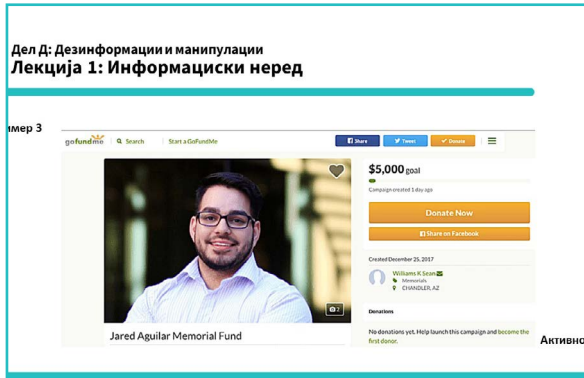 Дел Д: Дезинформации и манипулации
Лекција 1: Информациски неред
имер 3
gofundme
Search
Start a GoFundMe
Share
Tweet
Donate
$5,000 goal
Campaign created 1 day ago
Donate Now
Share on Facebook
Created December 25, 2017
Williams K Sean
Memorials
CHANDLER, AZ
2
Donations
Jared Aguilar Memorial Fund
No donations yet. Help launch this campaign and become the
first donor.
Активно